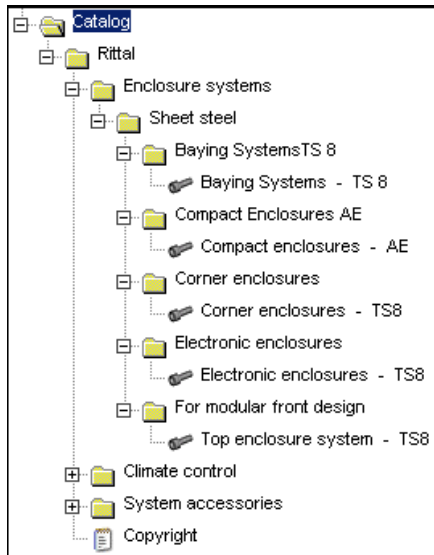 Catalog
Rittal
Enclosure systems
Sheet steel
Baying SystemsTS 8
Baying Systems - TS 8
Compact Enclosures AE
Compact enclosures - AE
Corner enclosures
Corner enclosures - TS8
Electronic enclosures
Electronic enclosures - TS8
For modular front design
Top enclosure system - TS8
Climate control
System accessories
Copyright